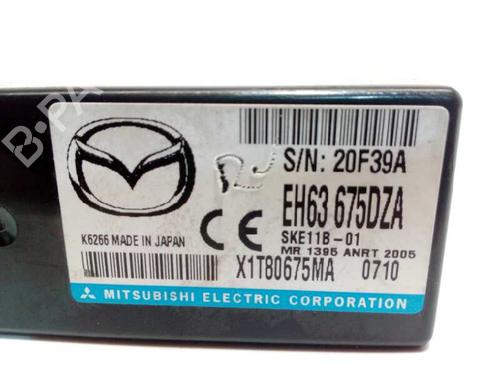 B-PA
S/N: 20F39A
EH63 675DZA
SKE11B-01
K6266 MADE IN JAPAN
MR 1395 ANRT 2005
X1T80675MA 0710
MITSUBISHI ELECTRIC CORPORATION